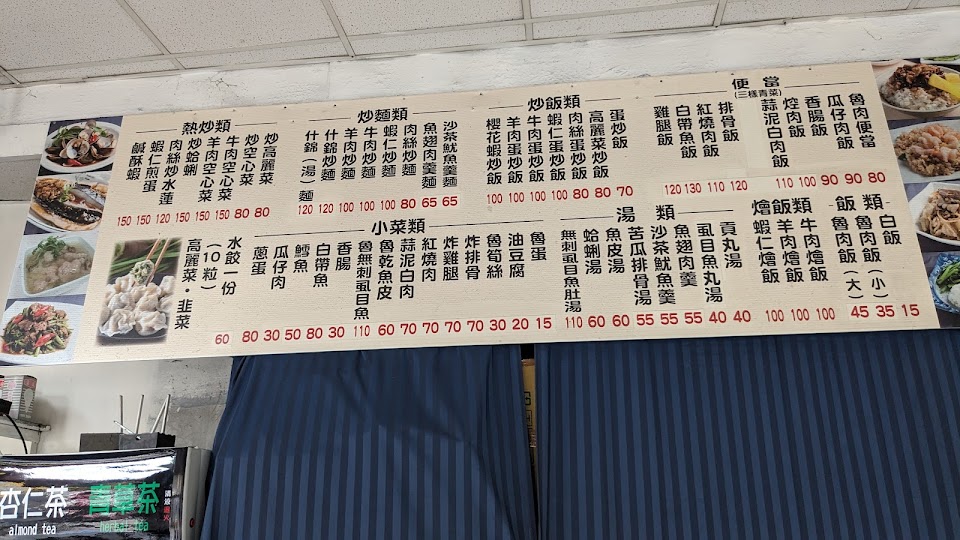 便當
(三樣青菜)
魯肉便當 80
瓜仔肉飯 90
香腸飯 90
焢肉飯 100
蒜泥白肉飯 110
排骨飯 120
紅燒肉飯 110
白帶魚飯 130
雞腿飯 120
炒飯類
蛋炒飯 70
高麗菜炒飯 80
肉絲蛋炒飯 80
蝦仁蛋炒飯 100
牛肉蛋炒飯 100
羊肉蛋炒飯 100
櫻花蝦炒飯 100
炒麵類
沙茶魷魚羹麵 65
魚翅肉羹麵 65
肉絲炒麵 80
蝦仁炒麵 100
牛肉炒麵 100
羊肉炒麵 100
什錦炒麵 120
什錦(湯)麵 120
熱炒類
炒高麗菜 80
炒空心菜 80
牛肉空心菜 150
羊肉空心菜 150
炒蛤蜊 150
肉絲炒水蓮 120
蝦仁煎蛋 150
鹹酥蝦 150
飯類
白飯 15
魯肉飯(小) 35
魯肉飯(大) 45
燴飯類
牛肉燴飯 100
羊肉燴飯 100
蝦仁燴飯 100
湯類
貢丸湯 40
虱目魚丸湯 40
魚翅肉羹 55
沙茶魷魚羹 55
苦瓜排骨湯 55
魚皮湯 60
蛤蜊湯 60
無刺虱目魚肚湯 110
小菜類
魯蛋 15
油豆腐 20
魯筍絲 30
炸排骨 70
炸雞腿 70
紅燒肉 70
蒜泥白肉 70
魯乾魚皮 60
魯無刺虱目魚 110
香腸 30
白帶魚 80
鱈魚 50
瓜仔肉 30
蔥蛋 80
水餃一份
(10粒)
高麗菜・韭菜 60
杏仁茶
almond tea
青草茶
herbal tea